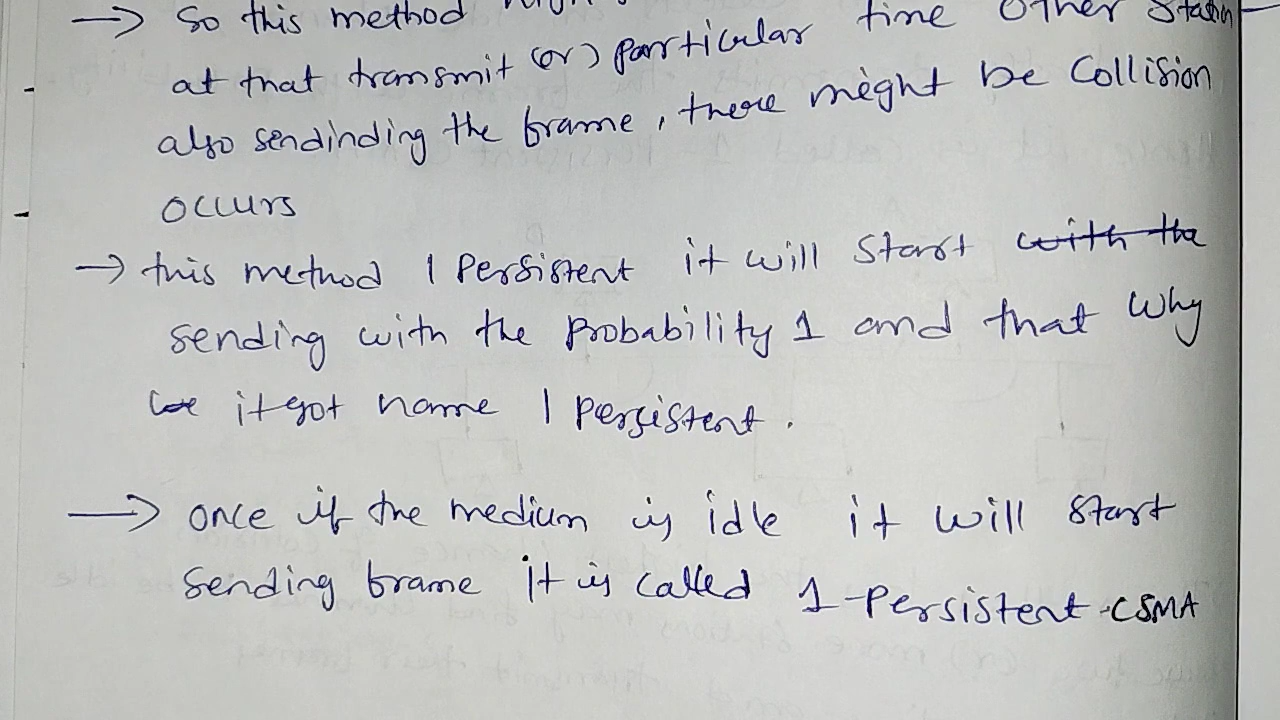 → So this method time Other Station
at that transmit (or) particular
also sendinding the frame, there might be Collision
occurs
→ this method 1 Persistent it will Start with the
sending with the Probability 1 and that why
it got name 1 Persistent.
→ once if the medium is idle it will start
Sending frame it is called 1-Persistent-CSMA